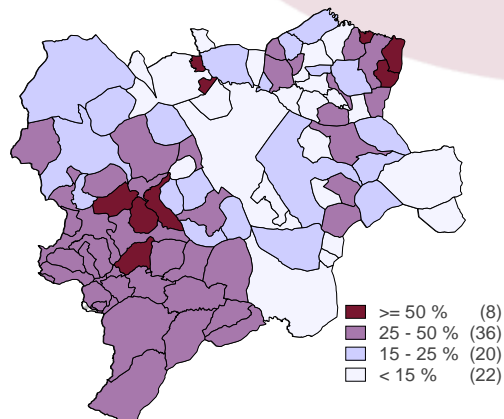 >= 50 % (8)
25 - 50 % (36)
15 - 25 % (20)
< 15 % (22)